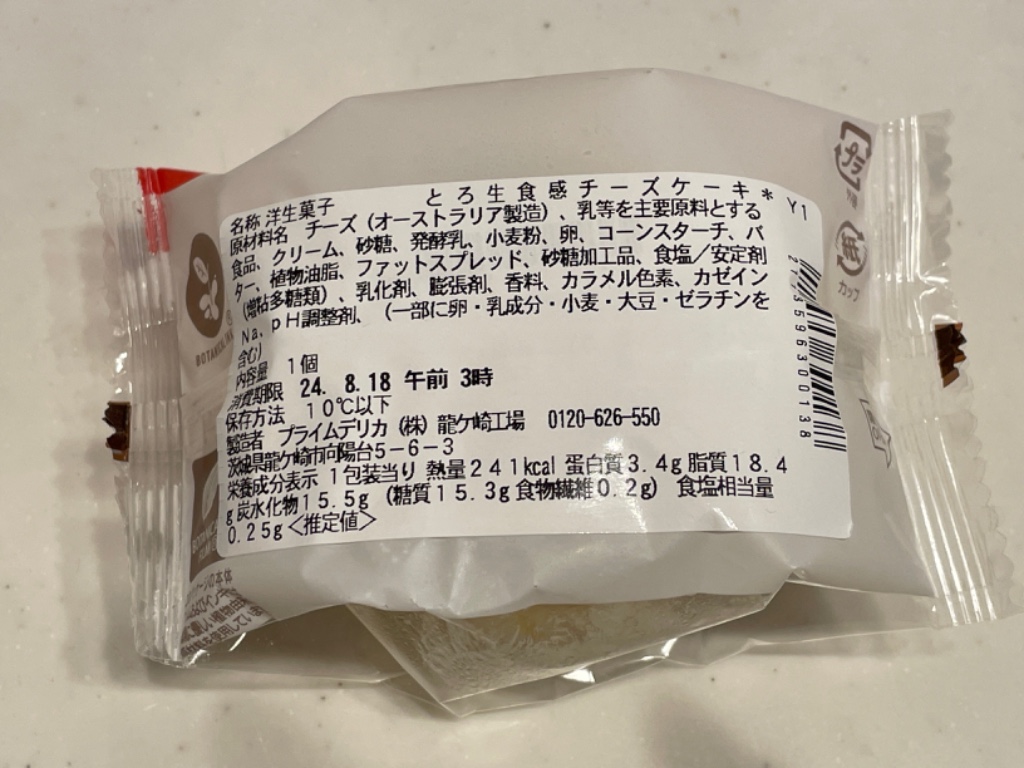 とろ生食感チーズケーキ* Y1
名称 洋生菓子
原材料名 チーズ（オーストラリア製造）、乳等を主要原料とする
食品、クリーム、砂糖、発酵乳、小麦粉、卵、コーンスターチ、バ
ター、植物油脂、ファットスプレッド、砂糖加工品、食塩／安定剤
（増粘多糖類）、乳化剤、膨張剤、香料、カラメル色素、カゼイン
Na、pH調整剤、（一部に卵・乳成分・小麦・大豆・ゼラチンを
含む）
内容量 1個
消費期限 24. 8.18 午前 3時
保存方法 10℃以下
製造者 プライムデリカ（株）龍ケ崎工場 0120-626-550
茨城県龍ケ崎市向陽台5－6－3
栄養成分表示 1包装当り 熱量241kcal 蛋白質3.4g 脂質18.4
g 炭水化物15.5g（糖質15.3g 食物繊維0.2g） 食塩相当量
0.25g＜推定値＞
プラ
紙
カップ